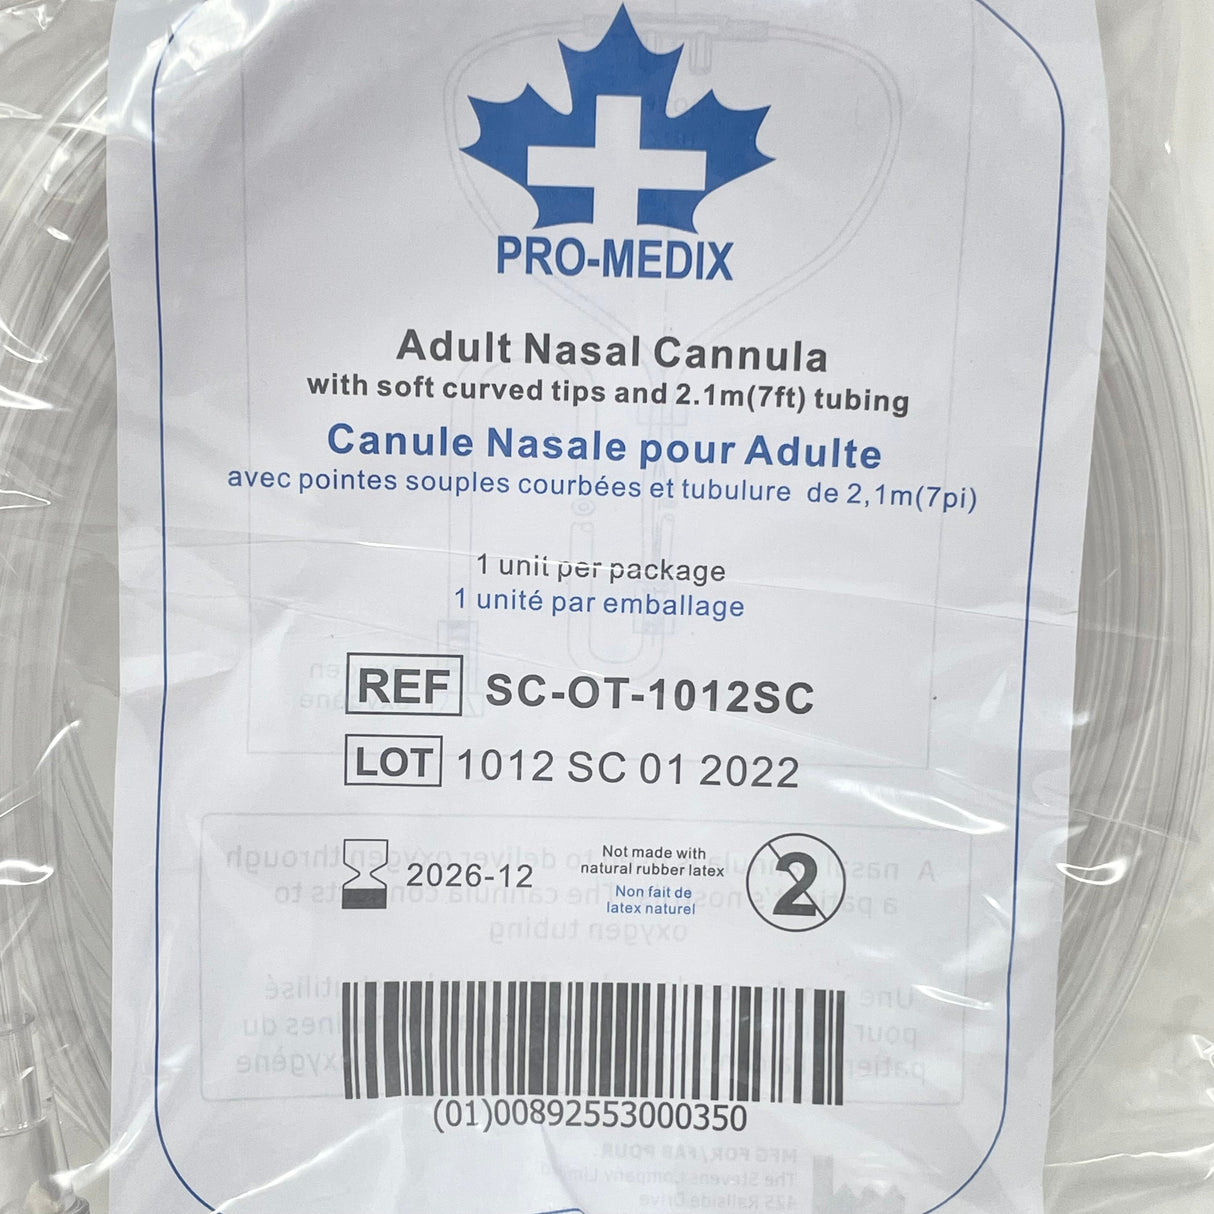 PRO-MEDIX
Adult Nasal Cannula
with soft curved tips and 2.1m(7ft) tubing
Canule Nasale pour Adulte
avec pointes souples courbées et tubulure de 2,1m(7pi)
1 unit per package
1 unité par emballage
REF SC-OT-1012SC
LOT 1012 SC 01 2022
2026-12
Not made with
natural rubber latex
Non fait de
latex naturel
2
(01)00892553000350